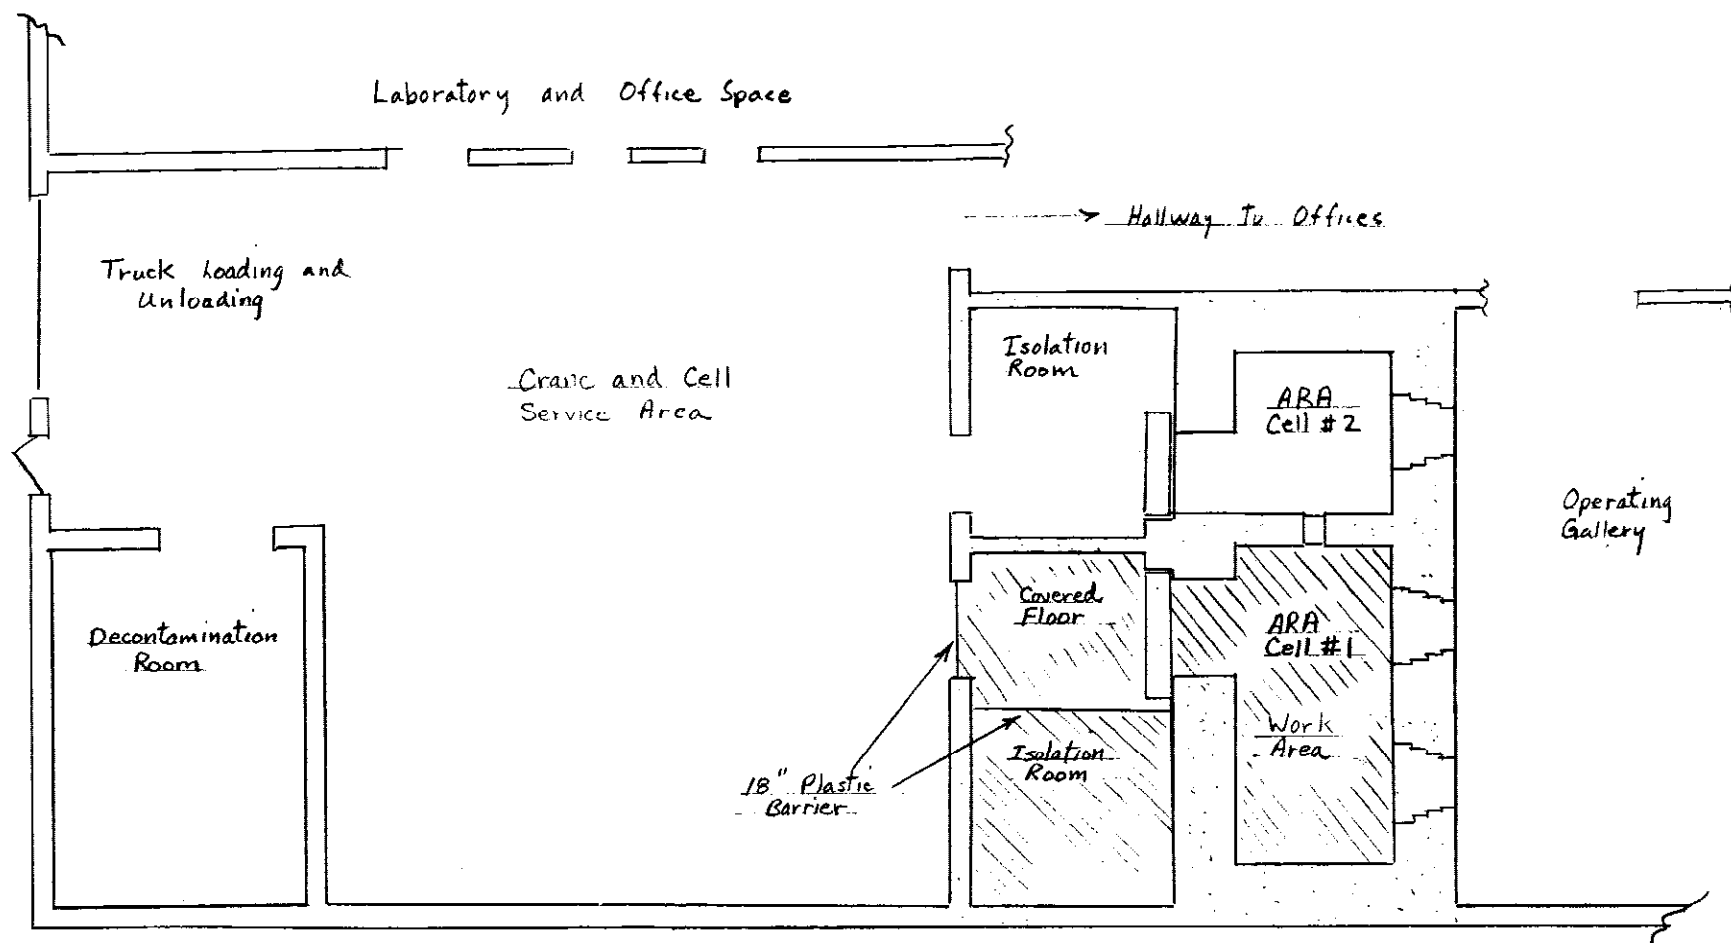 Laboratory and Office Space
Hallway To Offices
Truck Loading and
Unloading
Isolation
Room
Crane and Cell
Service Area
ARA
Cell #2
Operating
Gallery
Covered
Floor
Decontamination
Room
ARA
Cell #1
Work
Area
Isolation
Room
18" Plastic
Barrier